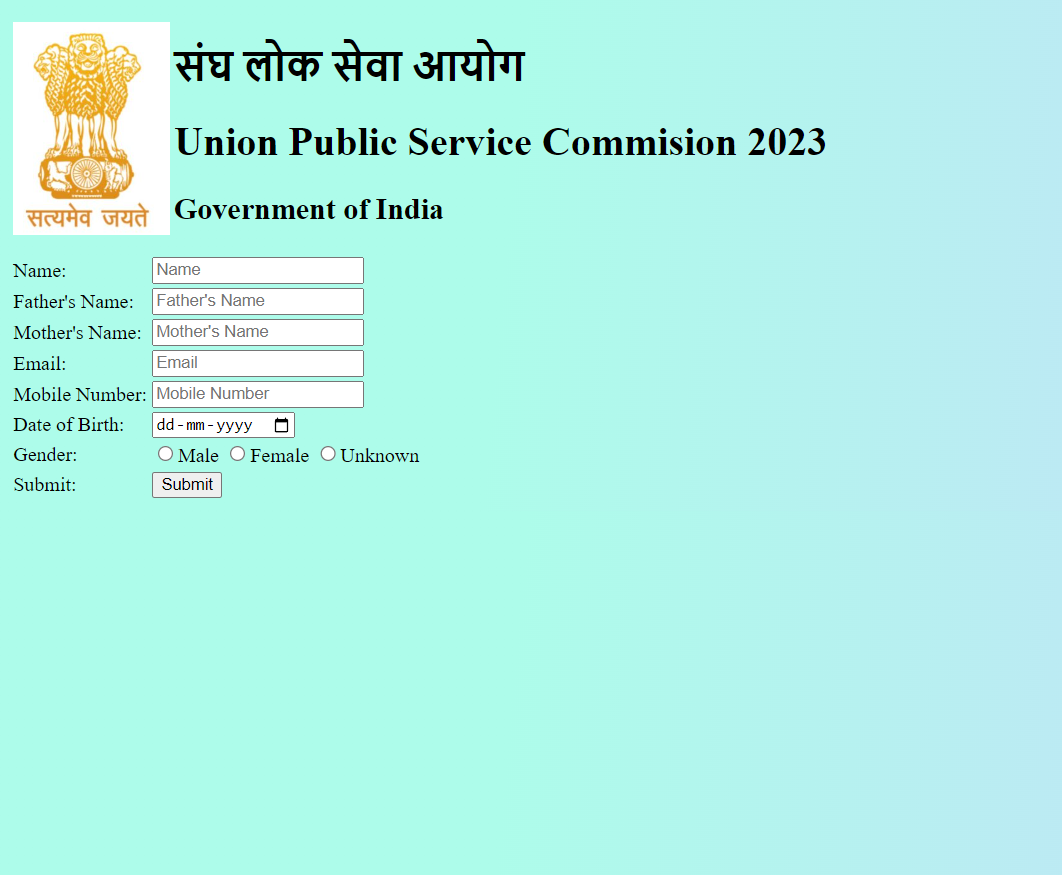 संघ लोक सेवा आयोग
Union Public Service Commision 2023
Government of India
सत्यमेव जयते
Name: Name
Father's Name: Father's Name
Mother's Name: Mother's Name
Email: Email
Mobile Number: Mobile Number
Date of Birth: dd-mm-yyyy
Gender: Male Female Unknown
Submit: Submit